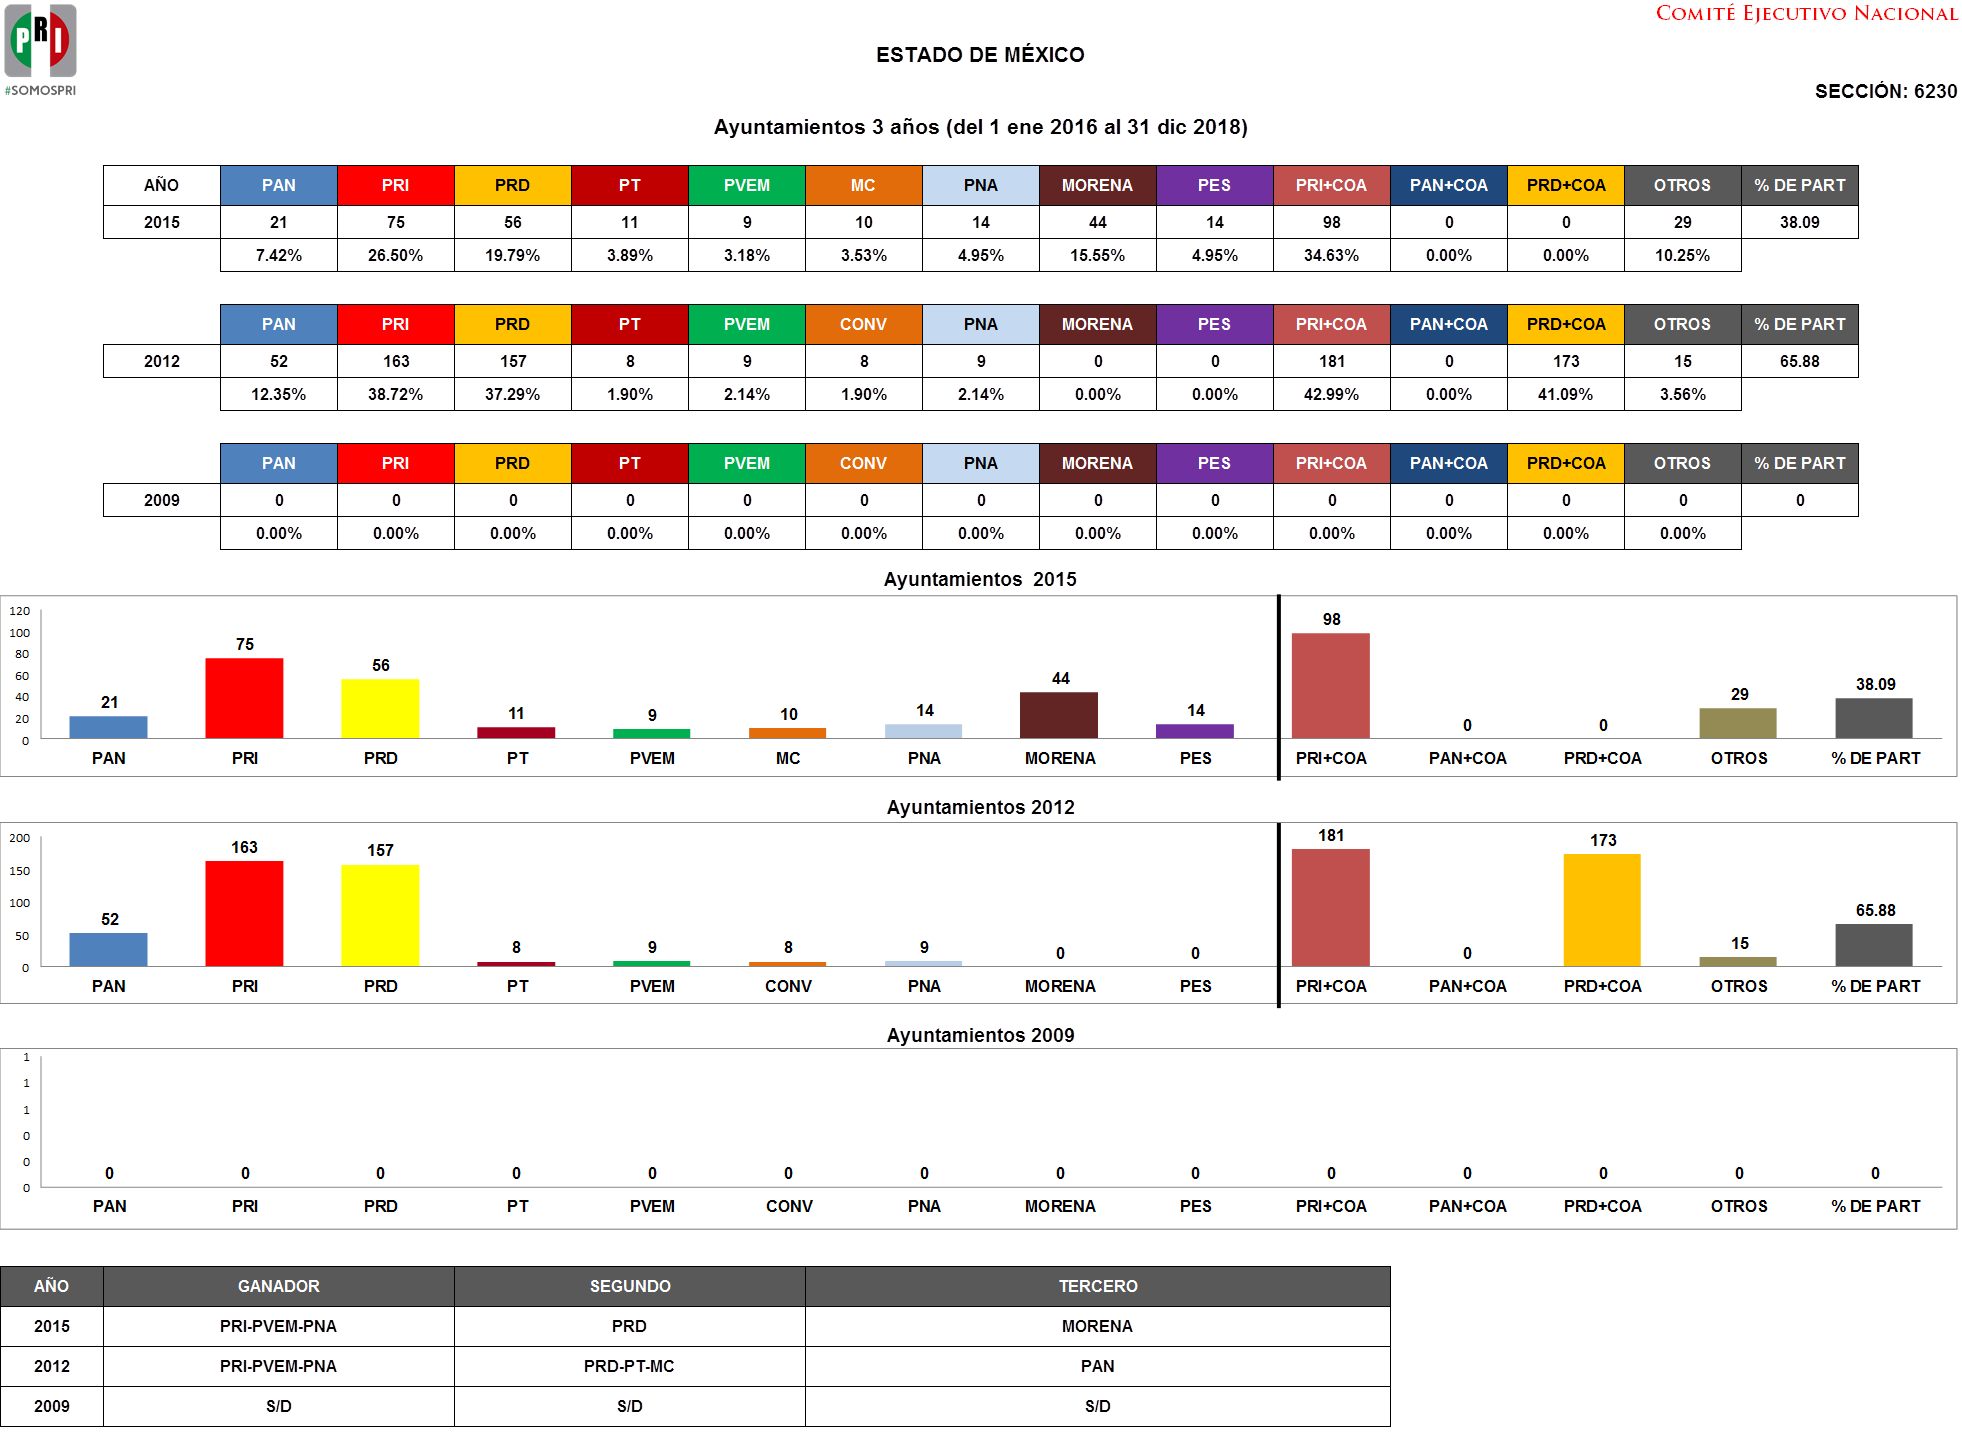 PRI
#SOMOSPRI
COMITÉ EJECUTIVO NACIONAL
ESTADO DE MÉXICO
SECCIÓN: 6230
Ayuntamientos 3 años (del 1 ene 2016 al 31 dic 2018)
AÑO PAN PRI PRD PT PVEM MC PNA MORENA PES PRI+COA PAN+COA PRD+COA OTROS % DE PART
2015 21 75 56 11 9 10 14 44 14 98 0 0 29 38.09
7.42% 26.50% 19.79% 3.89% 3.18% 3.53% 4.95% 15.55% 4.95% 34.63% 0.00% 0.00% 10.25%
PAN PRI PRD PT PVEM CONV PNA MORENA PES PRI+COA PAN+COA PRD+COA OTROS % DE PART
2012 52 163 157 8 9 8 9 0 0 181 0 173 15 65.88
12.35% 38.72% 37.29% 1.90% 2.14% 1.90% 2.14% 0.00% 0.00% 42.99% 0.00% 41.09% 3.56%
PAN PRI PRD PT PVEM CONV PNA MORENA PES PRI+COA PAN+COA PRD+COA OTROS % DE PART
2009 0 0 0 0 0 0 0 0 0 0 0 0 0 0
0.00% 0.00% 0.00% 0.00% 0.00% 0.00% 0.00% 0.00% 0.00% 0.00% 0.00% 0.00% 0.00%
Ayuntamientos 2015
120
100
80
60
40
20
0
21 75 56 11 9 10 14 44 14 98 0 0 29 38.09
PAN PRI PRD PT PVEM MC PNA MORENA PES PRI+COA PAN+COA PRD+COA OTROS % DE PART
Ayuntamientos 2012
200
150
100
50
0
52 163 157 8 9 8 9 0 0 181 0 173 15 65.88
PAN PRI PRD PT PVEM CONV PNA MORENA PES PRI+COA PAN+COA PRD+COA OTROS % DE PART
Ayuntamientos 2009
1
1
1
0
0
0
0 0 0 0 0 0 0 0 0 0 0 0 0 0
PAN PRI PRD PT PVEM CONV PNA MORENA PES PRI+COA PAN+COA PRD+COA OTROS % DE PART
AÑO GANADOR SEGUNDO TERCERO
2015 PRI-PVEM-PNA PRD MORENA
2012 PRI-PVEM-PNA PRD-PT-MC PAN
2009 S/D S/D S/D